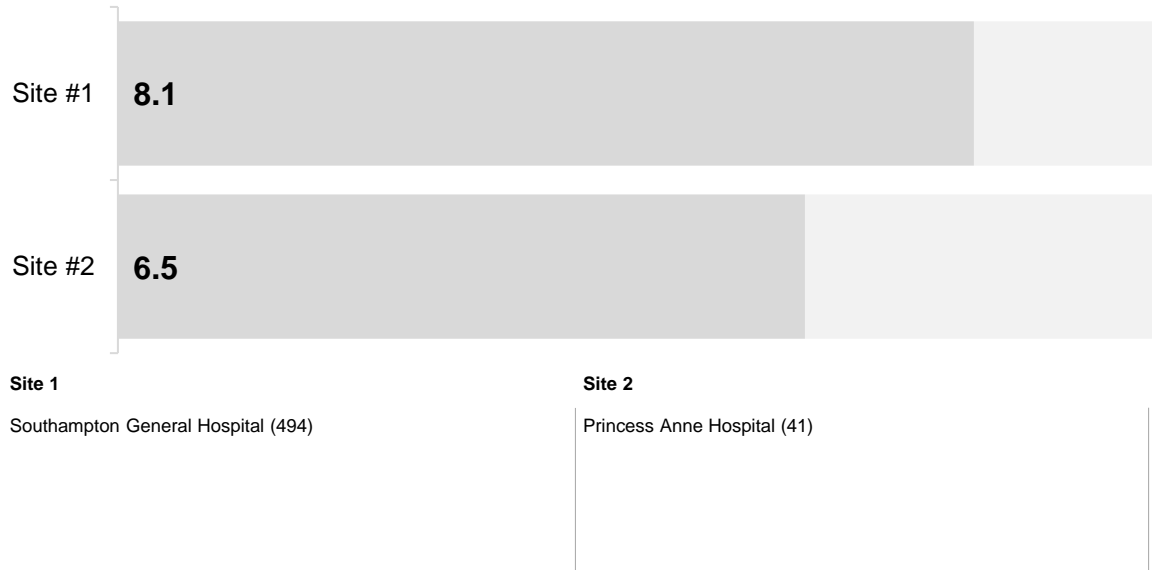 Site #1
8.1
Site #2
6.5
Site 1
Site 2
Southampton General Hospital (494)
Princess Anne Hospital (41)